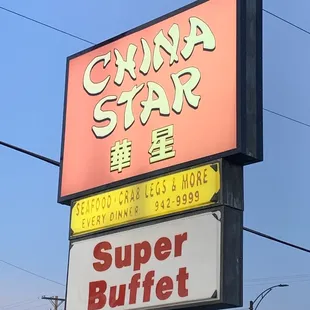 CHINA
STAR
華星
SEAFOOD · CRAB LEGS & MORE
EVERY DINNER 942-9999
Super
Buffet